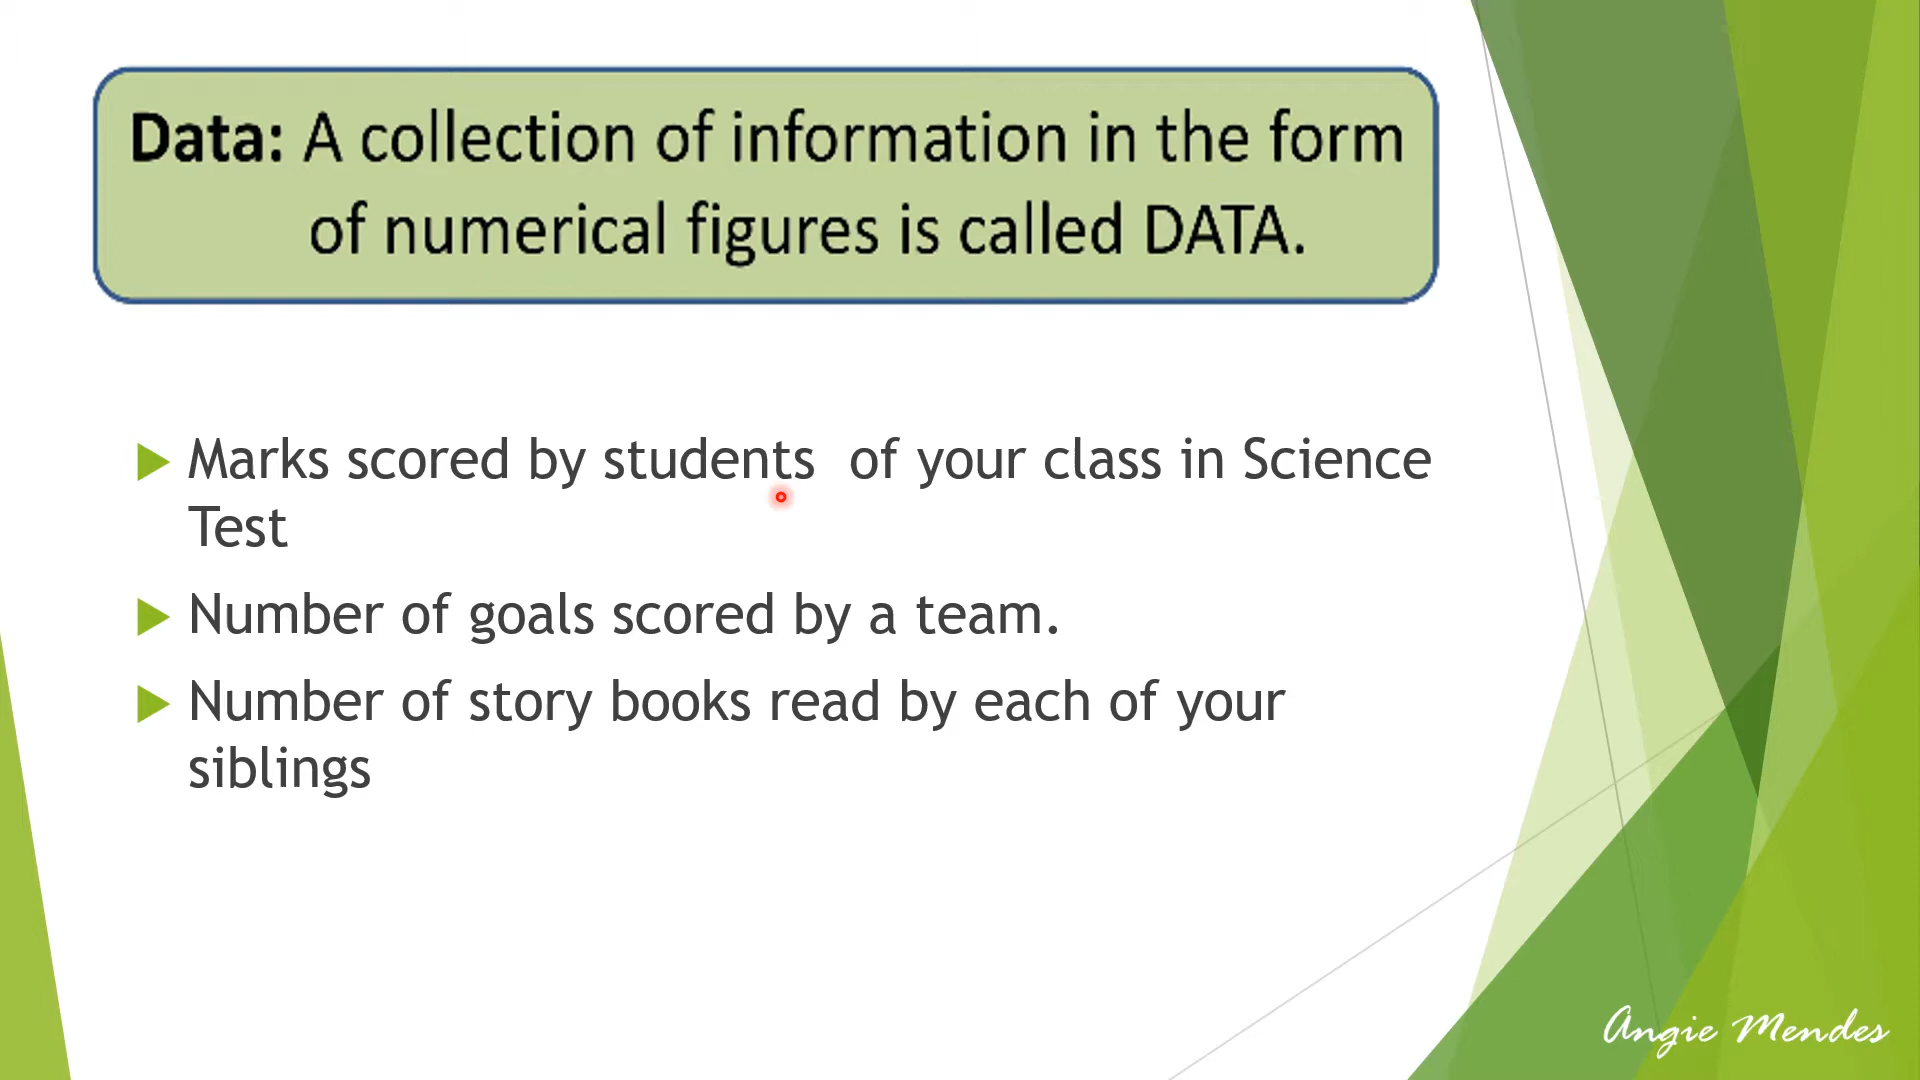 Data: A collection of information in the form
of numerical figures is called DATA.
Marks scored by students  of your class in Science
Test
Number of goals scored by a team.
Number of story books read by each of your
siblings
Angie Mendes